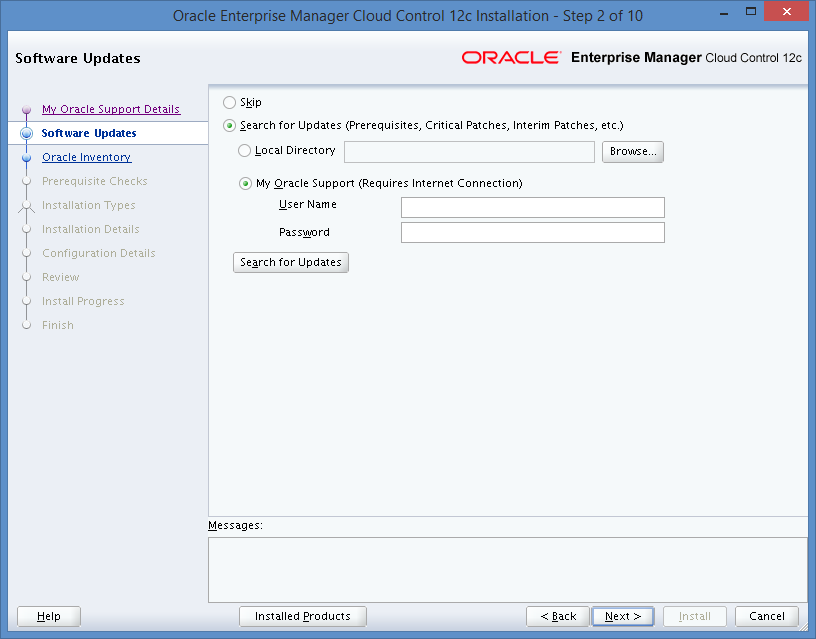 Oracle Enterprise Manager Cloud Control 12c Installation - Step 2 of 10
Software Updates
ORACLE Enterprise Manager Cloud Control 12c
My Oracle Support Details
Software Updates
Oracle Inventory
Prerequisite Checks
Installation Types
Installation Details
Configuration Details
Review
Install Progress
Finish
Skip
Search for Updates (Prerequisites, Critical Patches, Interim Patches, etc.)
Local Directory
Browse...
My Oracle Support (Requires Internet Connection)
User Name
Password
Search for Updates
Messages:
Help
Installed Products
< Back
Next >
Install
Cancel